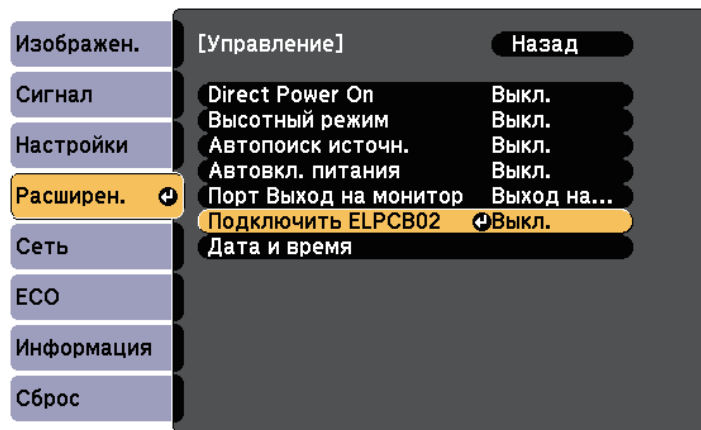 Изображен.
Сигнал
Настройки
Расширен.
Сеть
ECO
Информация
Сброс
[Управление] Назад
Direct Power On Выкл.
Высотный режим Выкл.
Автопоиск источн. Выкл.
Автовкл. питания Выкл.
Порт Выход на монитор Выход на...
Подключить ELPCB02 Выкл.
Дата и время